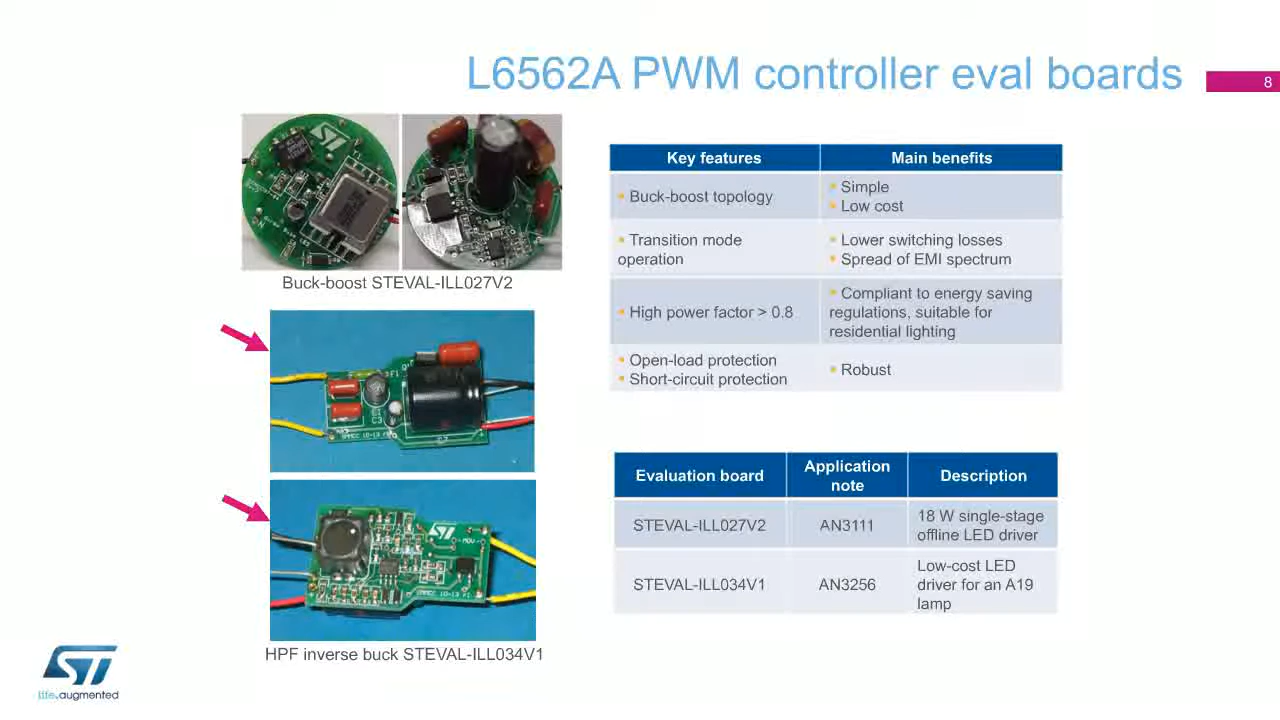 L6562A PWM controller eval boards
8
Buck-boost STEVAL-ILL027V2
HPF inverse buck STEVAL-ILL034V1
Key features
Main benefits
▪ Buck-boost topology
▪ Simple
▪ Low cost
▪ Transition mode
operation
▪ Lower switching losses
▪ Spread of EMI spectrum
▪ High power factor > 0.8
▪ Compliant to energy saving
regulations, suitable for
residential lighting
▪ Open-load protection
▪ Short-circuit protection
▪ Robust
Evaluation board
Application
note
Description
STEVAL-ILL027V2
AN3111
18 W single-stage
offline LED driver
STEVAL-ILL034V1
AN3256
Low-cost LED
driver for an A19
lamp
ST
life.augmented